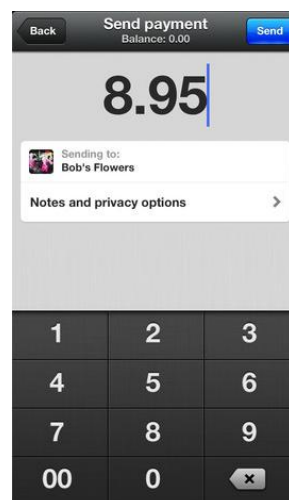 Back Send payment Send
Balance: 0.00
8.95
Sending to:
Bob's Flowers
Notes and privacy options
1 2 3
4 5 6
7 8 9
00 0 x